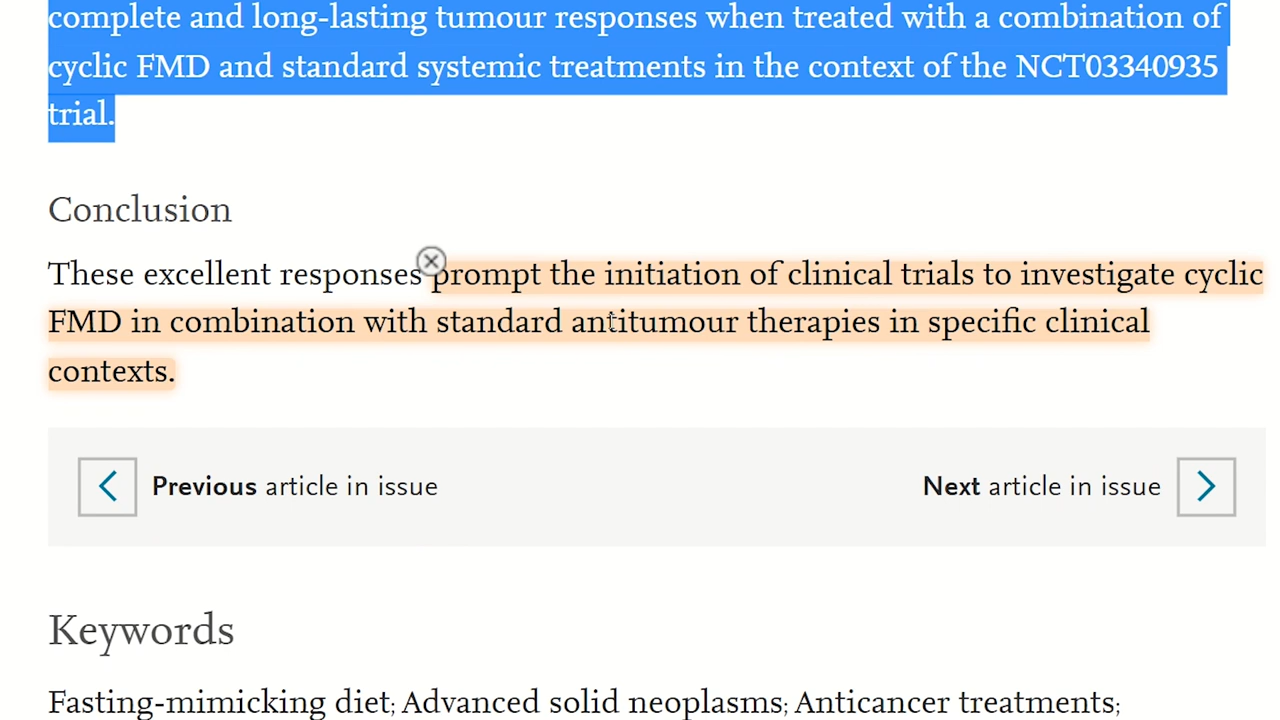 complete and long-lasting tumour responses when treated with a combination of
cyclic FMD and standard systemic treatments in the context of the NCT03340935
trial.
Conclusion
These excellent responses prompt the initiation of clinical trials to investigate cyclic
FMD in combination with standard antitumour therapies in specific clinical
contexts.
Previous article in issue
Next article in issue
Keywords
Fasting-mimicking diet; Advanced solid neoplasms; Anticancer treatments;